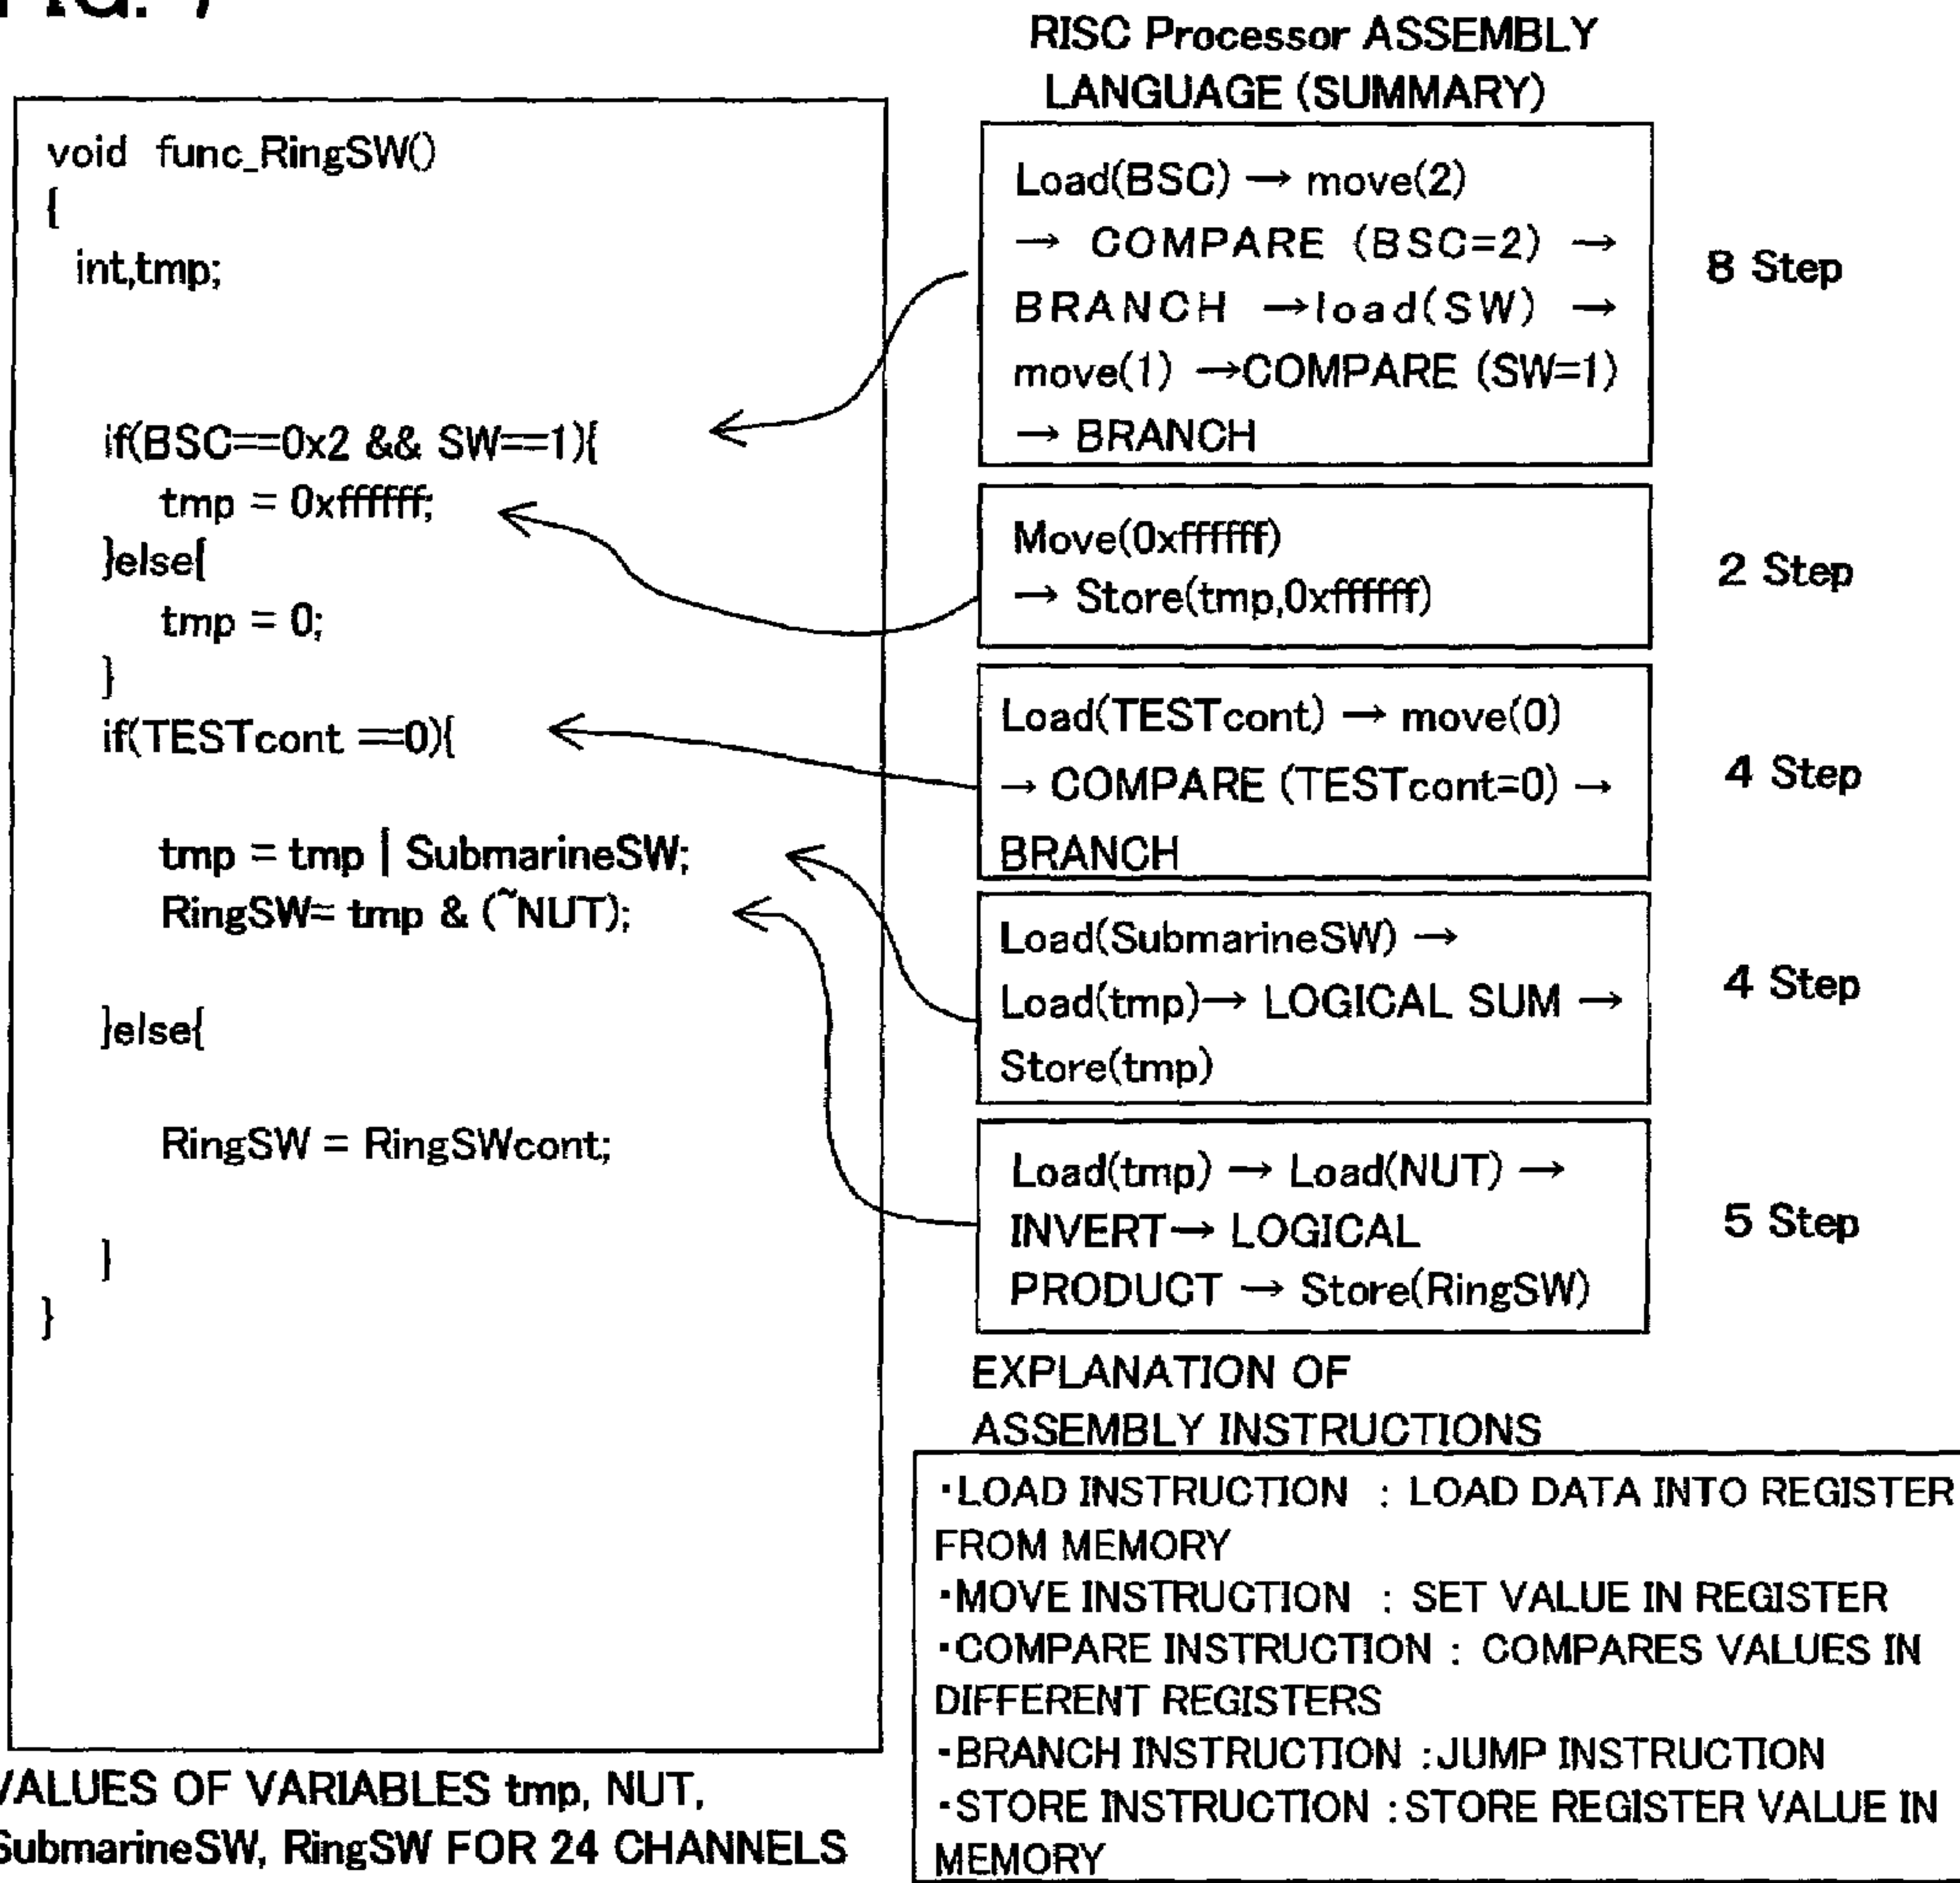 void func_RingSW()
{
int,tmp;
if(BSC==0x2 && SW==1){
tmp = 0xffffff;
}else{
tmp = 0;
}
if(TESTcont ==0){
tmp = tmp | SubmarineSW;
RingSW= tmp & (~NUT);
}else{
RingSW = RingSWcont;
}
}
VALUES OF VARIABLES tmp, NUT,
SubmarineSW, RingSW FOR 24 CHANNELS
RISC Processor ASSEMBLY
LANGUAGE (SUMMARY)
Load(BSC) → move(2)
→ COMPARE (BSC=2) →
BRANCH →load(SW) →
move(1) →COMPARE (SW=1)
→ BRANCH
8 Step
Move(0xffffff)
→ Store(tmp,0xffffff)
2 Step
Load(TESTcont) → move(0)
→ COMPARE (TESTcont=0) →
BRANCH
4 Step
Load(SubmarineSW) →
Load(tmp)→ LOGICAL SUM →
Store(tmp)
4 Step
Load(tmp) → Load(NUT) →
INVERT→ LOGICAL
PRODUCT → Store(RingSW)
5 Step
EXPLANATION OF
ASSEMBLY INSTRUCTIONS
·LOAD INSTRUCTION : LOAD DATA INTO REGISTER
FROM MEMORY
·MOVE INSTRUCTION : SET VALUE IN REGISTER
·COMPARE INSTRUCTION : COMPARES VALUES IN
DIFFERENT REGISTERS
·BRANCH INSTRUCTION :JUMP INSTRUCTION
·STORE INSTRUCTION :STORE REGISTER VALUE IN
MEMORY